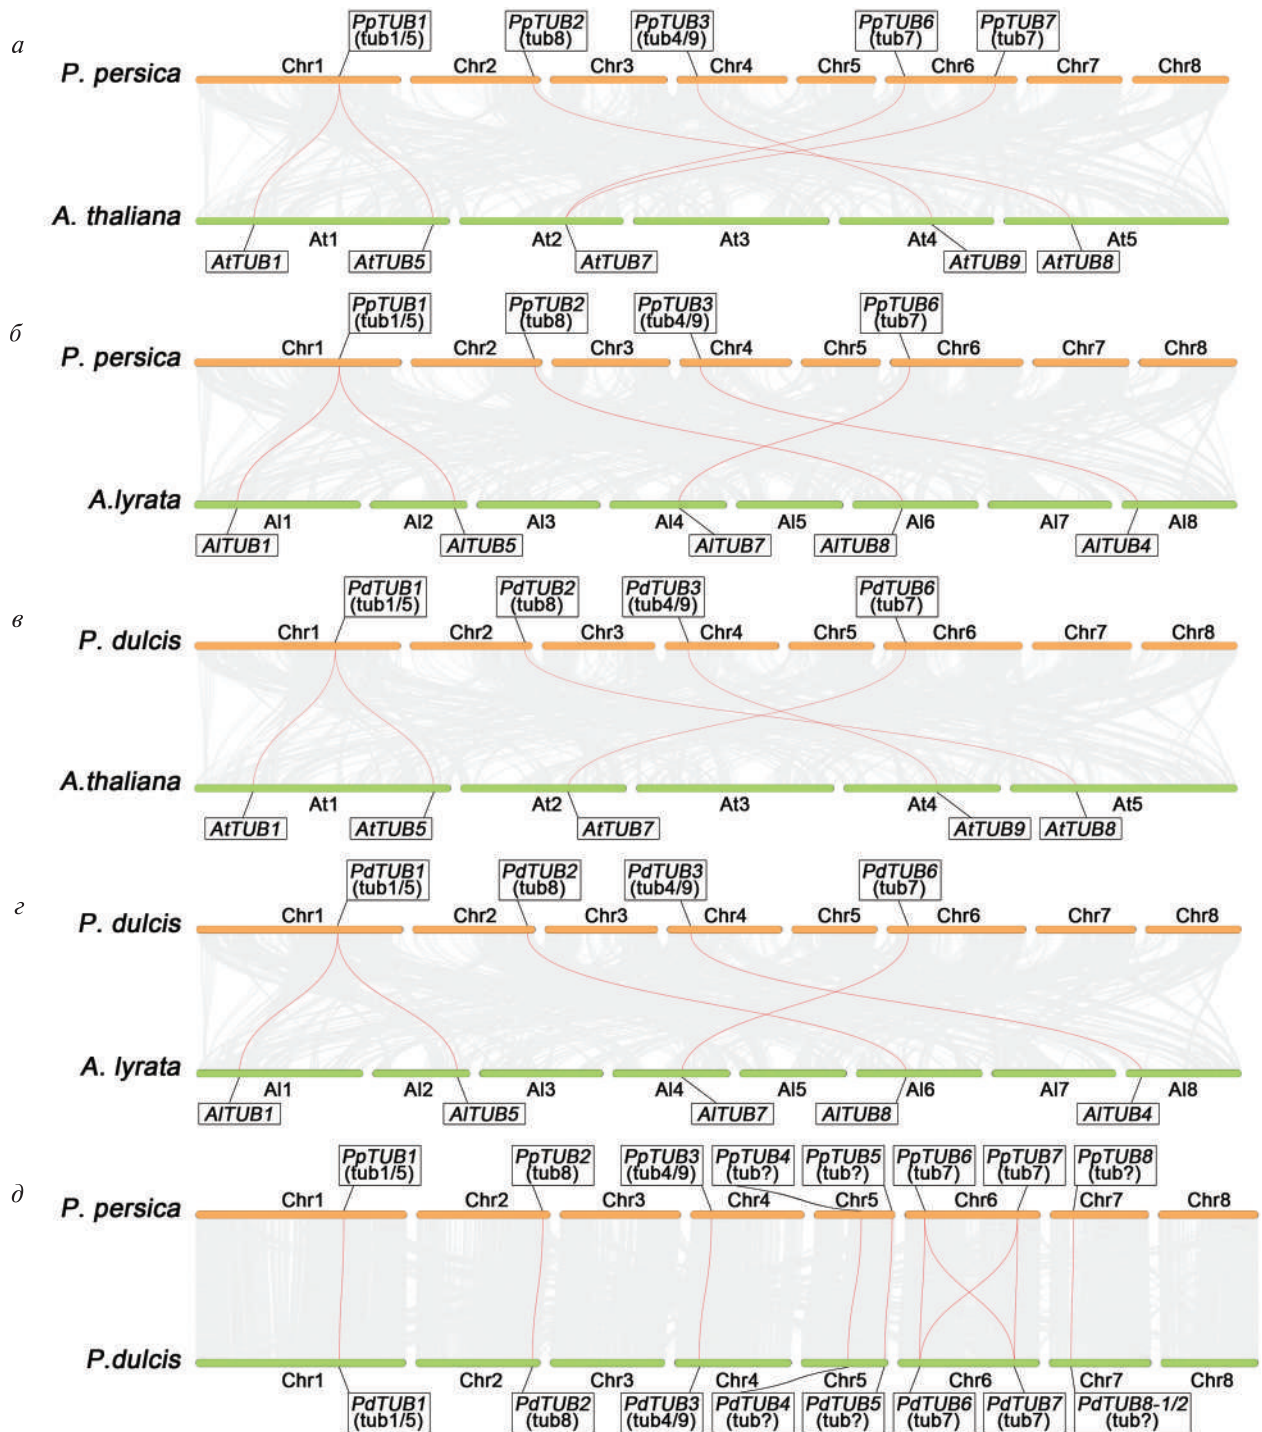 а
PpTUB1 PpTUB2 PpTUB3 PpTUB6 PpTUB7
(tub1/5) (tub8) (tub4/9) (tub7) (tub7)
P. persica Chr1 Chr2 Chr3 Chr4 Chr5 Chr6 Chr7 Chr8
A. thaliana At1 At2 At3 At4 At5
AtTUB1 AtTUB5 AtTUB7 AtTUB9 AtTUB8
б
PpTUB1 PpTUB2 PpTUB3 PpTUB6
(tub1/5) (tub8) (tub4/9) (tub7)
P. persica Chr1 Chr2 Chr3 Chr4 Chr5 Chr6 Chr7 Chr8
A.lyrata Al1 Al2 Al3 Al4 Al5 Al6 Al7 Al8
AlTUB1 AlTUB5 AlTUB7 AlTUB8 AlTUB4
в
PdTUB1 PdTUB2 PdTUB3 PdTUB6
(tub1/5) (tub8) (tub4/9) (tub7)
P. dulcis Chr1 Chr2 Chr3 Chr4 Chr5 Chr6 Chr7 Chr8
A.thaliana At1 At2 At3 At4 At5
AtTUB1 AtTUB5 AtTUB7 AtTUB9 AtTUB8
г
PdTUB1 PdTUB2 PdTUB3 PdTUB6
(tub1/5) (tub8) (tub4/9) (tub7)
P. dulcis Chr1 Chr2 Chr3 Chr4 Chr5 Chr6 Chr7 Chr8
A. lyrata Al1 Al2 Al3 Al4 Al5 Al6 Al7 Al8
AlTUB1 AlTUB5 AlTUB7 AlTUB8 AlTUB4
д
PpTUB1 PpTUB2 PpTUB3 PpTUB4 PpTUB5 PpTUB6 PpTUB7 PpTUB8
(tub1/5) (tub8) (tub4/9) (tub?) (tub?) (tub7) (tub7) (tub?)
P. persica Chr1 Chr2 Chr3 Chr4 Chr5 Chr6 Chr7 Chr8
P.dulcis Chr1 Chr2 Chr3 Chr4 Chr5 Chr6 Chr7 Chr8
PdTUB1 PdTUB2 PdTUB3 PdTUB4 PdTUB5 PdTUB6 PdTUB7 PdTUB8-1/2
(tub1/5) (tub8) (tub4/9) (tub?) (tub?) (tub7) (tub7) (tub?)